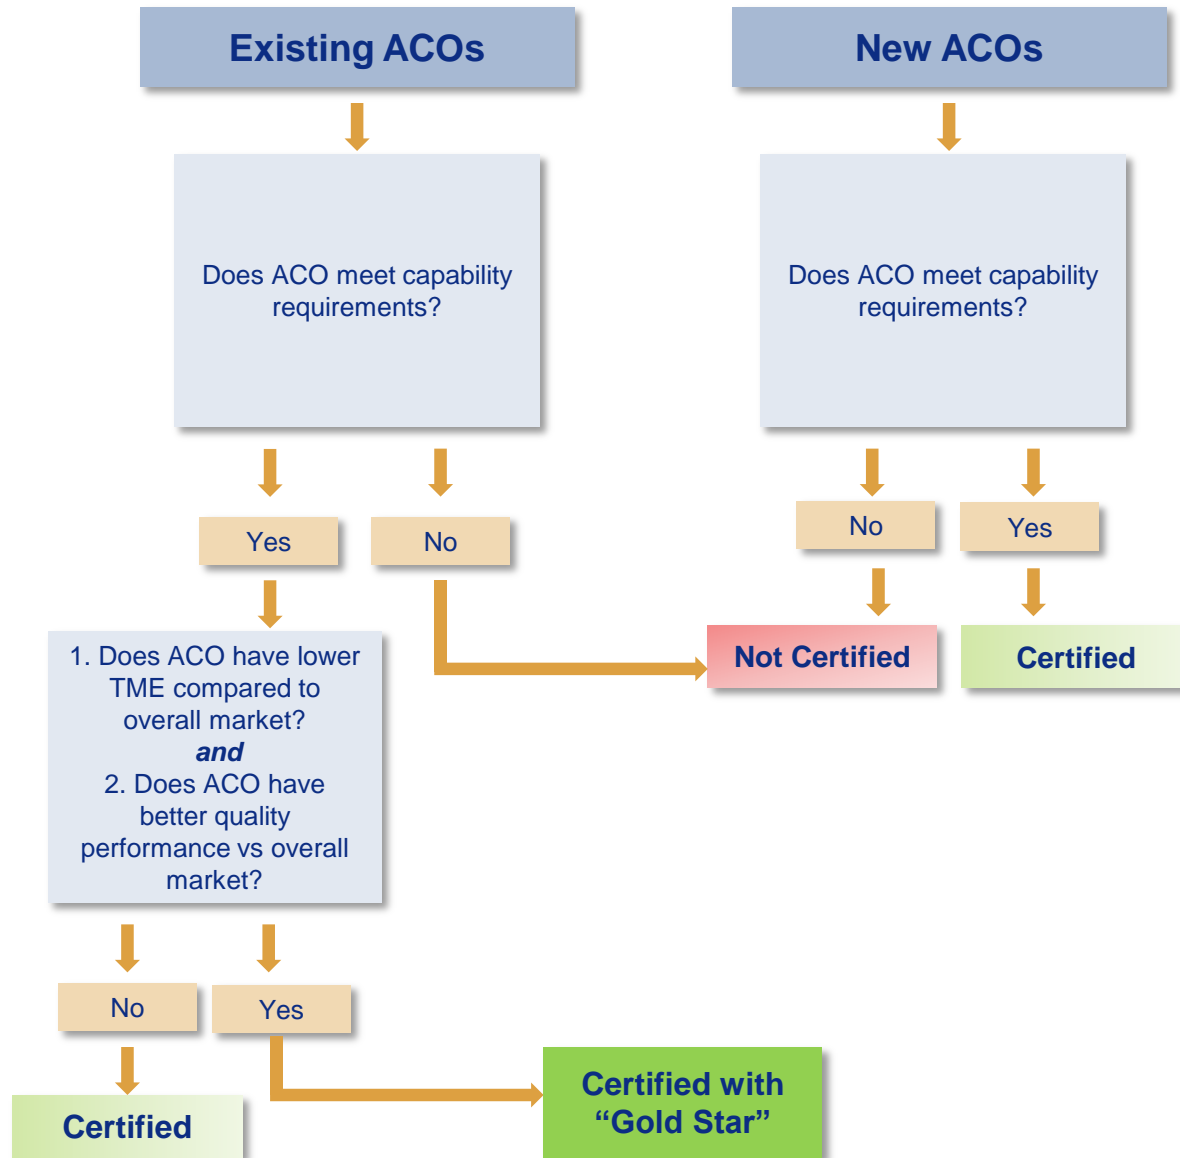 Existing ACOs
New ACOs
Does ACO meet capability
requirements?
Does ACO meet capability
requirements?
Yes
No
No
Yes
1. Does ACO have lower
TME compared to
overall market?
and
2. Does ACO have
better quality
performance vs overall
market?
Not Certified
Certified
No
Yes
Certified
Certified with
“Gold Star”